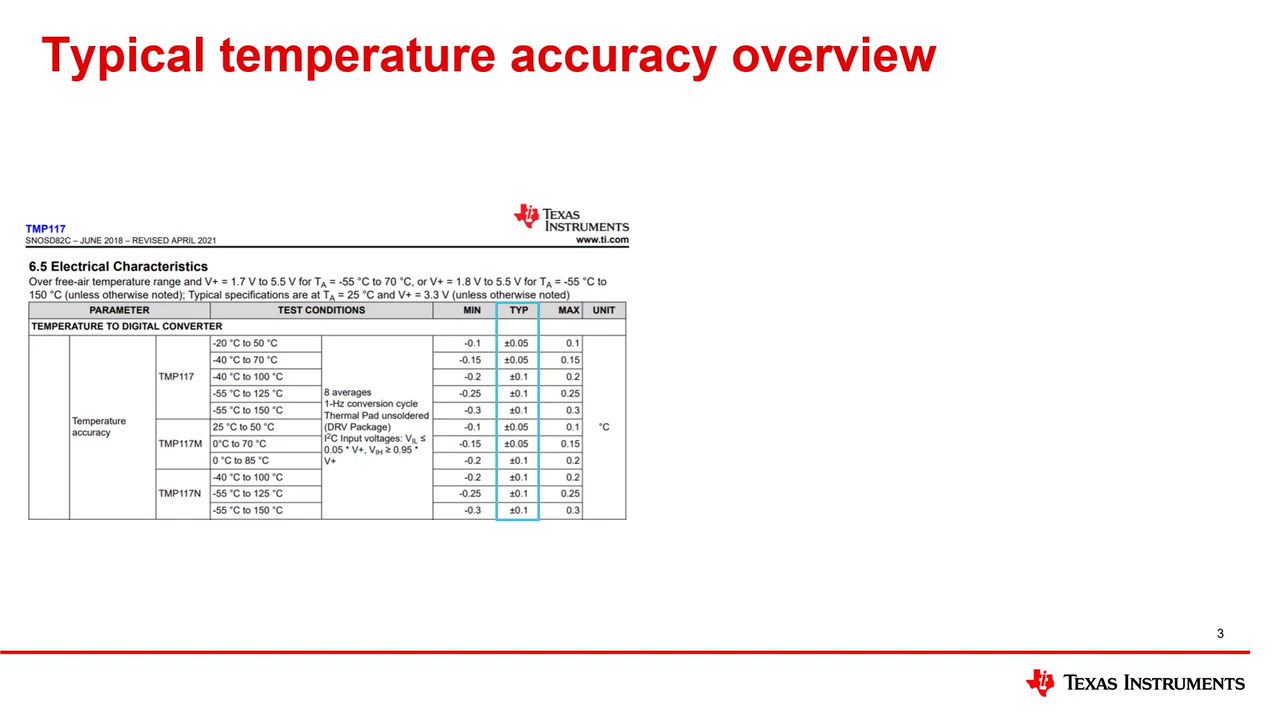 Typical temperature accuracy overview
TEXAS
INSTRUMENTS
www.ti.com
TMP117
SNOSD82C – JUNE 2018 – REVISED APRIL 2021
6.5 Electrical Characteristics
Over free-air temperature range and V+ = 1.7 V to 5.5 V for TA = -55 °C to 70 °C, or V+ = 1.8 V to 5.5 V for TA = -55 °C to
150 °C (unless otherwise noted); Typical specifications are at TA = 25 °C and V+ = 3.3 V (unless otherwise noted)
PARAMETER TEST CONDITIONS MIN TYP MAX UNIT
TEMPERATURE TO DIGITAL CONVERTER
Temperature
accuracy
TMP117
-20 °C to 50 °C -0.1 ±0.05 0.1
-40 °C to 70 °C -0.15 ±0.05 0.15
-40 °C to 100 °C -0.2 ±0.1 0.2
-55 °C to 125 °C -0.25 ±0.1 0.25
-55 °C to 150 °C -0.3 ±0.1 0.3
TMP117M
25 °C to 50 °C -0.1 ±0.05 0.1
0°C to 70 °C -0.15 ±0.05 0.15
0 °C to 85 °C -0.2 ±0.1 0.2
TMP117N
-40 °C to 100 °C -0.2 ±0.1 0.2
-55 °C to 125 °C -0.25 ±0.1 0.25
-55 °C to 150 °C -0.3 ±0.1 0.3
8 averages
1-Hz conversion cycle
Thermal Pad unsoldered
(DRV Package)
I2C Input voltages: VIL ≤
0.05 * V+, VIH ≥ 0.95 *
V+
°C
3
TEXAS INSTRUMENTS